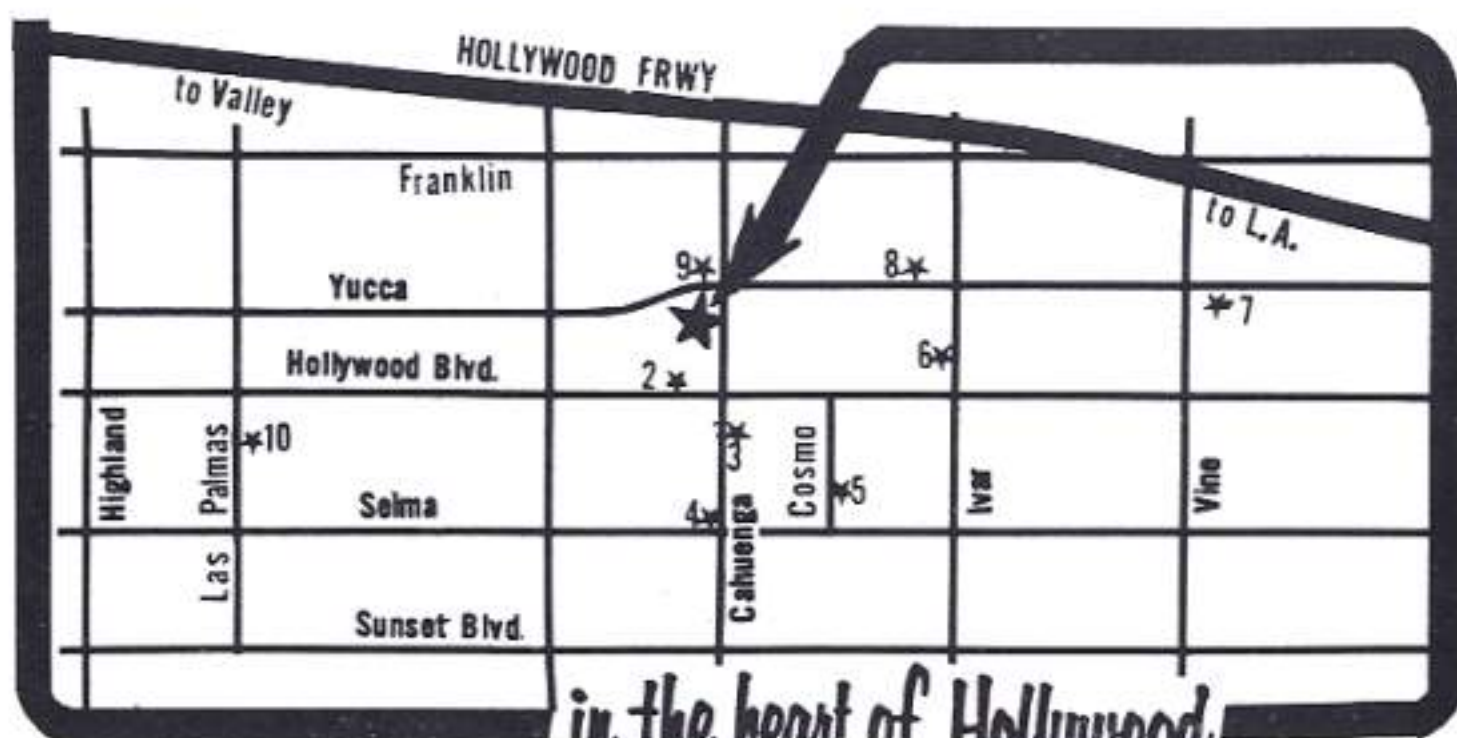 HOLLYWOOD FRWY
to Valley
Franklin
to L.A.
9
8
Yucca
7
Hollywood Blvd.
6
2
Highland
Las Palmas
10
3
Cosmo
5
Selma
4
Cahuenga
Ivar
Vine
Sunset Blvd.
in the heart of Hollywood